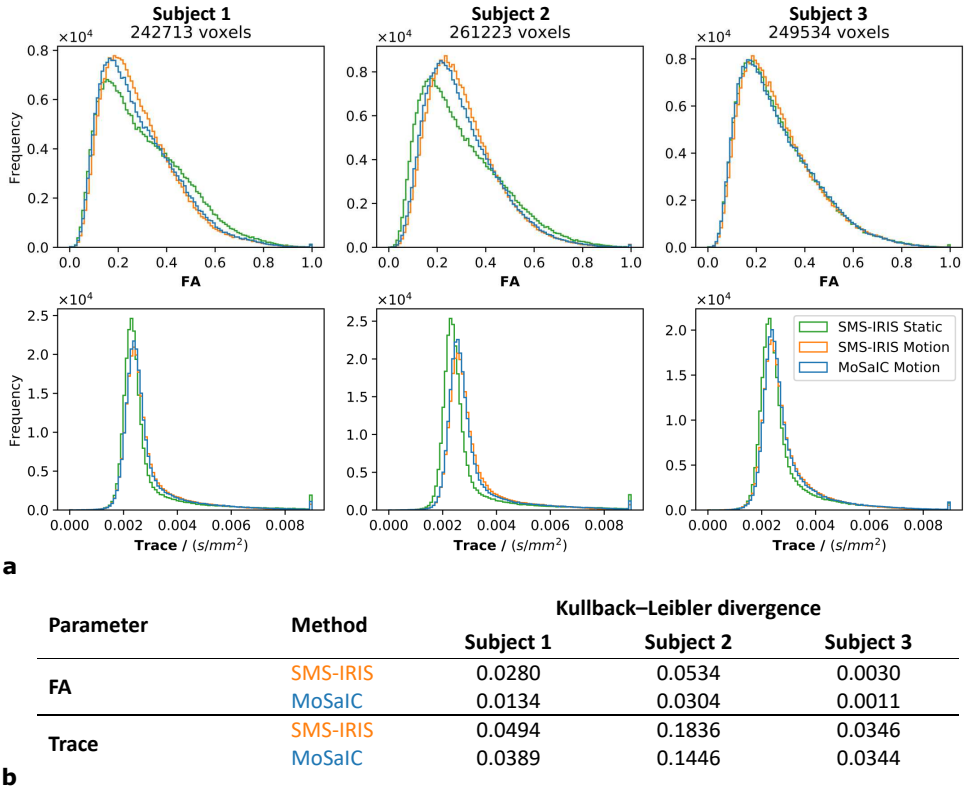 Subject 1
242713 voxels
Subject 2
261223 voxels
Subject 3
249534 voxels
×10⁴
0.8
0.6
0.4
0.2
0.0
Frequency
0.0 0.2 0.4 0.6 0.8 1.0
FA
×10⁴
0.8
0.6
0.4
0.2
0.0
0.0 0.2 0.4 0.6 0.8 1.0
FA
×10⁴
0.8
0.6
0.4
0.2
0.0
0.0 0.2 0.4 0.6 0.8 1.0
FA
×10⁴
2.5
2.0
1.5
1.0
0.5
0.0
Frequency
0.000 0.002 0.004 0.006 0.008
Trace / (s/mm²)
×10⁴
2.5
2.0
1.5
1.0
0.5
0.0
0.000 0.002 0.004 0.006 0.008
Trace / (s/mm²)
×10⁴
2.0
1.5
1.0
0.5
0.0
0.000 0.002 0.004 0.006 0.008
Trace / (s/mm²)
SMS-IRIS Static
SMS-IRIS Motion
MoSaIC Motion
a
Kullback–Leibler divergence
Parameter Method Subject 1 Subject 2 Subject 3
FA
SMS-IRIS 0.0280 0.0534 0.0030
MoSaIC 0.0134 0.0304 0.0011
Trace
SMS-IRIS 0.0494 0.1836 0.0346
MoSaIC 0.0389 0.1446 0.0344
b